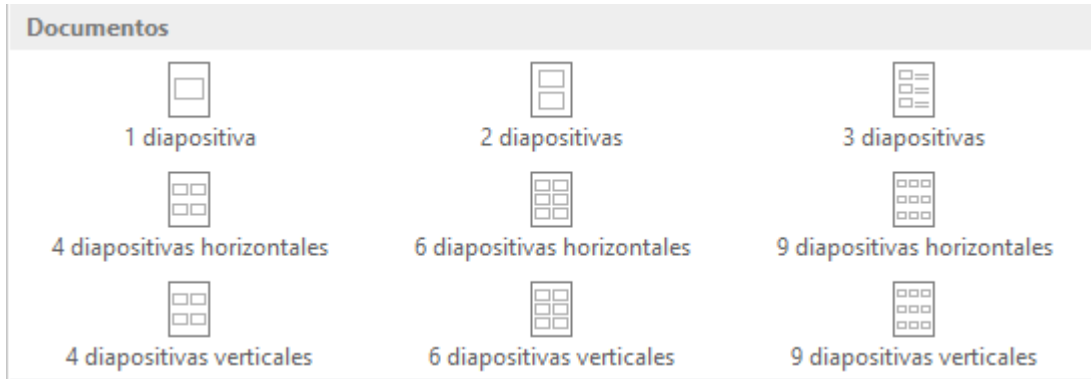 Documentos
1 diapositiva
2 diapositivas
3 diapositivas
4 diapositivas horizontales
6 diapositivas horizontales
9 diapositivas horizontales
4 diapositivas verticales
6 diapositivas verticales
9 diapositivas verticales